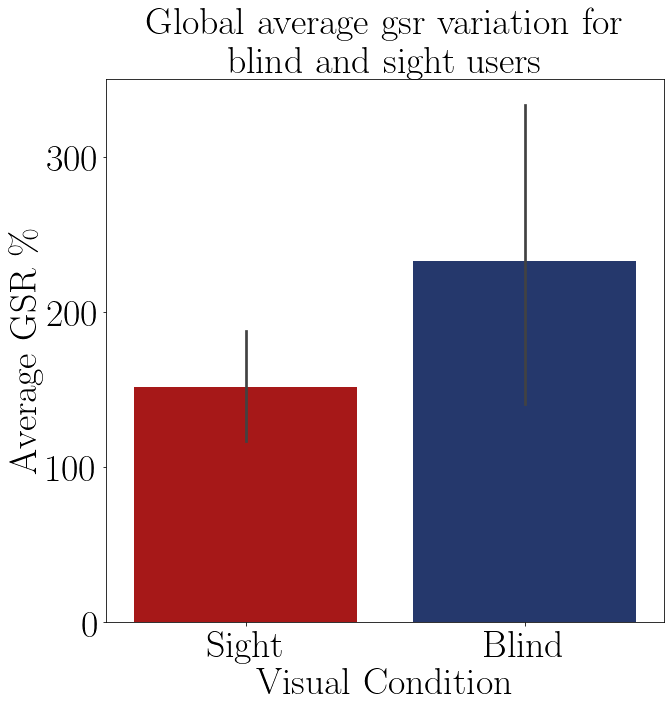 Global average gsr variation for
blind and sight users
Average GSR %
300
200
100
0
Sight
Blind
Visual Condition